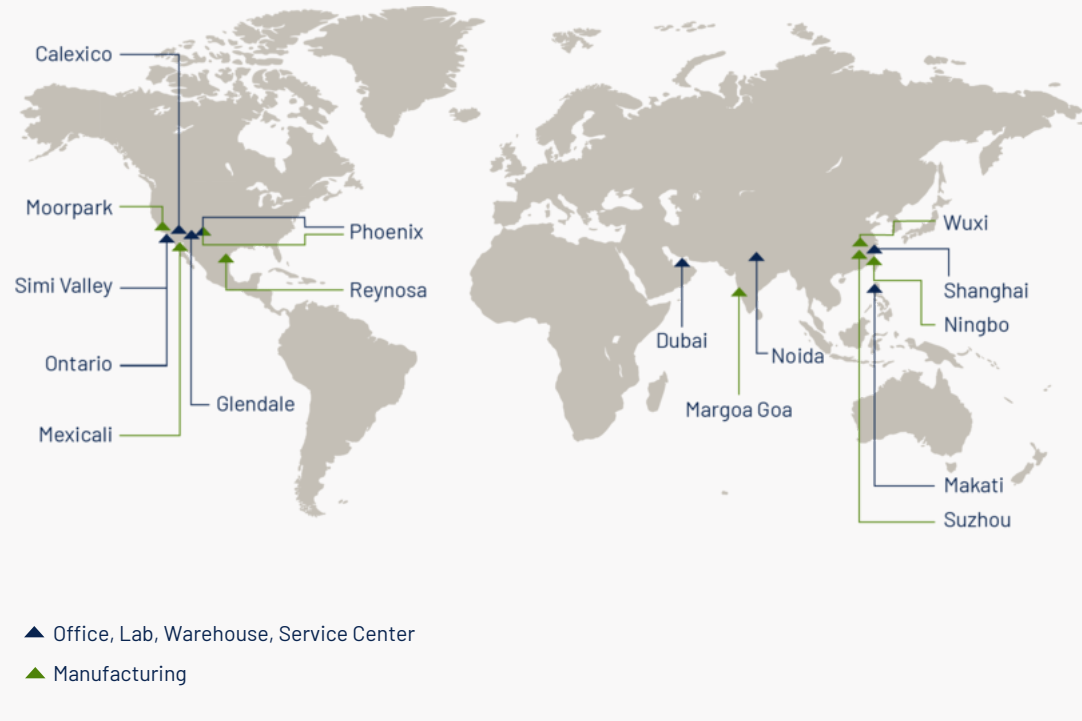 Calexico
Moorpark
Simi Valley
Ontario
Mexicali
Glendale
Phoenix
Reynosa
Dubai
Noida
Margoa Goa
Wuxi
Shanghai
Ningbo
Makati
Suzhou
Office, Lab, Warehouse, Service Center
Manufacturing